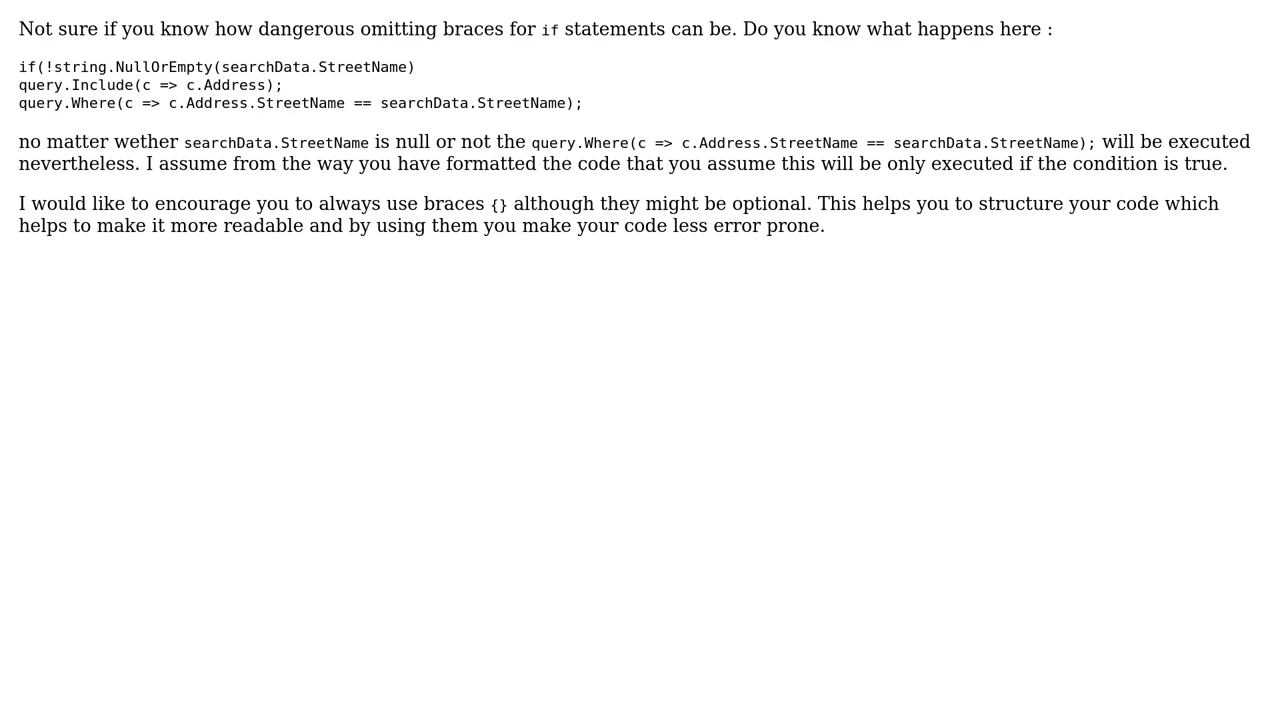 Not sure if you know how dangerous omitting braces for if statements can be. Do you know what happens here :
if(!string.NullOrEmpty(searchData.StreetName)
query.Include(c => c.Address);
query.Where(c => c.Address.StreetName == searchData.StreetName);
no matter wether searchData.StreetName is null or not the query.Where(c => c.Address.StreetName == searchData.StreetName); will be executed
nevertheless. I assume from the way you have formatted the code that you assume this will be only executed if the condition is true.
I would like to encourage you to always use braces {} although they might be optional. This helps you to structure your code which
helps to make it more readable and by using them you make your code less error prone.